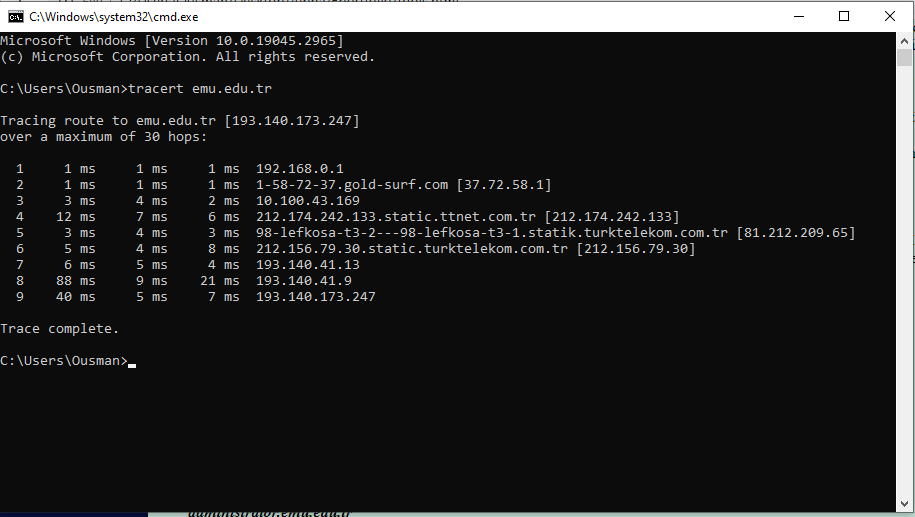 C:\Windows\system32\cmd.exe
Microsoft Windows [Version 10.0.19045.2965]
(c) Microsoft Corporation. All rights reserved.
C:\Users\Ousman>tracert emu.edu.tr
Tracing route to emu.edu.tr [193.140.173.247]
over a maximum of 30 hops:
1 1 ms 1 ms 1 ms 192.168.0.1
2 1 ms 1 ms 1 ms 1-58-72-37.gold-surf.com [37.72.58.1]
3 3 ms 4 ms 2 ms 10.100.43.169
4 12 ms 7 ms 6 ms 212.174.242.133.static.ttnet.com.tr [212.174.242.133]
5 3 ms 4 ms 3 ms 98-lefkosa-t3-2---98-lefkosa-t3-1.statik.turktelekom.com.tr [81.212.209.65]
6 5 ms 4 ms 8 ms 212.156.79.30.static.turktelekom.com.tr [212.156.79.30]
7 6 ms 5 ms 4 ms 193.140.41.13
8 88 ms 9 ms 21 ms 193.140.41.9
9 40 ms 5 ms 7 ms 193.140.173.247
Trace complete.
C:\Users\Ousman>